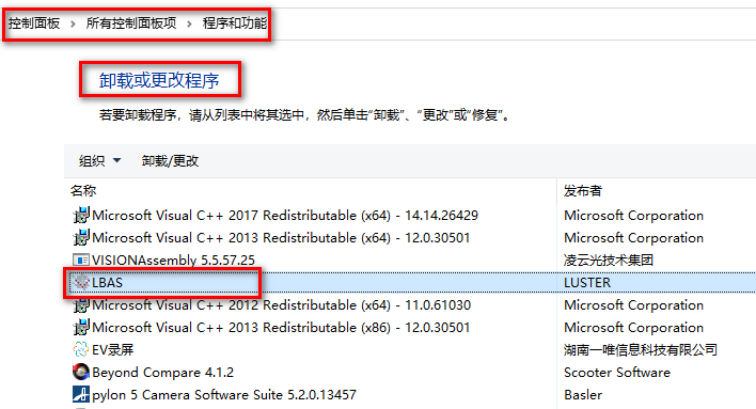 控制面板 › 所有控制面板项 › 程序和功能
卸载或更改程序
若要卸载程序，请从列表中将其选中，然后单击“卸载”、“更改”或“修复”。
组织 卸载/更改
名称 发布者
Microsoft Visual C++ 2017 Redistributable (x64) - 14.14.26429 Microsoft Corporation
Microsoft Visual C++ 2013 Redistributable (x64) - 12.0.30501 Microsoft Corporation
VISIONAssembly 5.5.57.25 凌云光技术集团
LBAS LUSTER
Microsoft Visual C++ 2012 Redistributable (x64) - 11.0.61030 Microsoft Corporation
Microsoft Visual C++ 2013 Redistributable (x86) - 12.0.30501 Microsoft Corporation
EV录屏 湖南一唯信息科技有限公司
Beyond Compare 4.1.2 Scooter Software
pylon 5 Camera Software Suite 5.2.0.13457 Basler